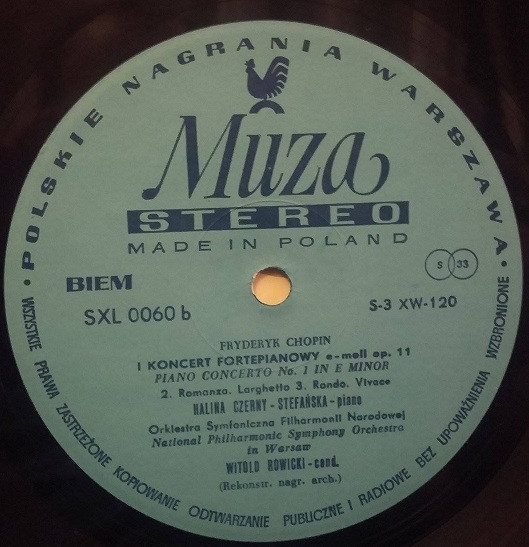 POLSKIE NAGRANIA WARSZAWA
Muza
STEREO
MADE IN POLAND
BIEM
S 33
SXL 0060 b
S-3 XW-120
FRYDERYK CHOPIN
I KONCERT FORTEPIANOWY e-moll op. 11
PIANO CONCERTO No. 1 IN E MINOR
2. Romanza. Larghetto 3. Rondo. Vivace
HALINA CZERNY-STEFAŃSKA-piano
Orkiestra Symfoniczna Filharmonii Narodowej
National Philharmonic Symphony Orchestra
in Warsaw
WITOLD ROWICKI-cond.
(Rekonstr. nagr. arch.)
WSZYSTKIE PRAWA ZASTRZEŻONE KOPIOWANIE ODTWARZANIE PUBLICZNE I RADIOWE BEZ UPOWAŻNIENIA WZBRONIONE